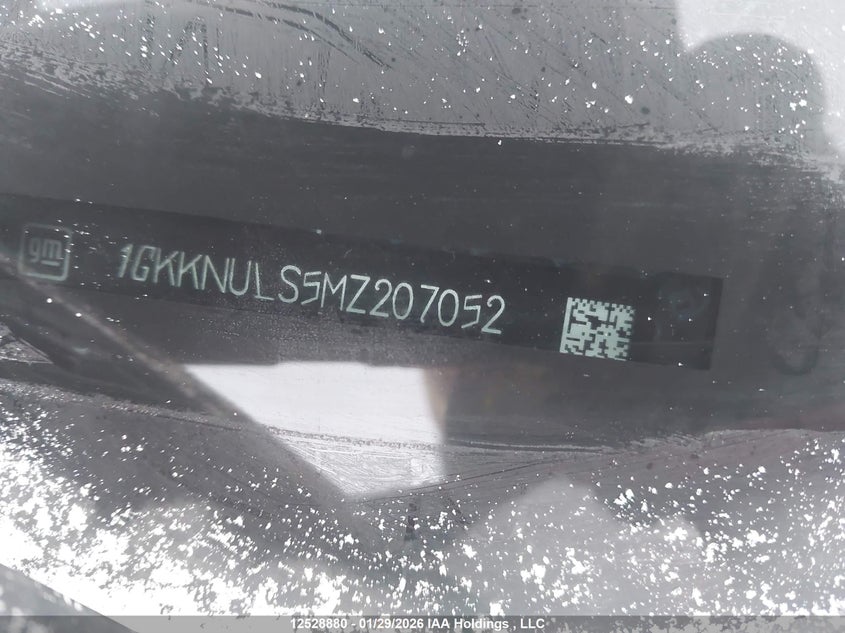 gm 1GKKNULS5MZ207052
12528880 - 01/29/2026 IAA Holdings , LLC